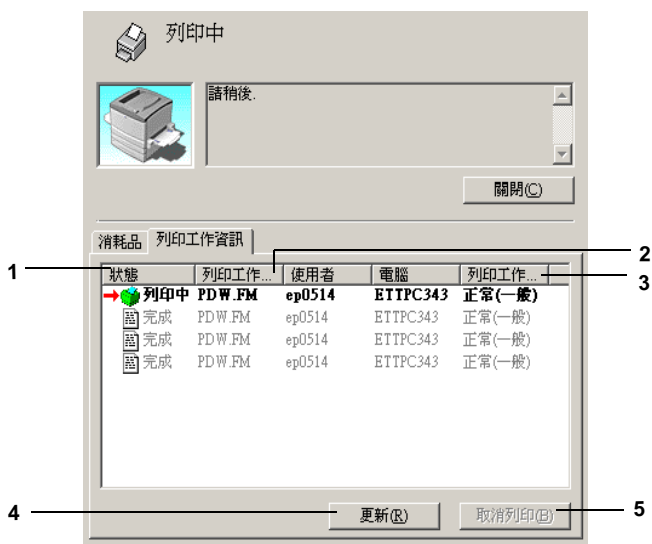 列印中
請稍後.
關閉(C)
消耗品 列印工作資訊
2
1 狀態 列印工作... 使用者 電腦 列印工作... 3
列印中 PDW.FM ep0514 ETTPC343 正常(一般)
完成 PDW.FM ep0514 ETTPC343 正常(一般)
完成 PDW.FM ep0514 ETTPC343 正常(一般)
完成 PDW.FM ep0514 ETTPC343 正常(一般)
4 更新(R) 取消列印(B) 5